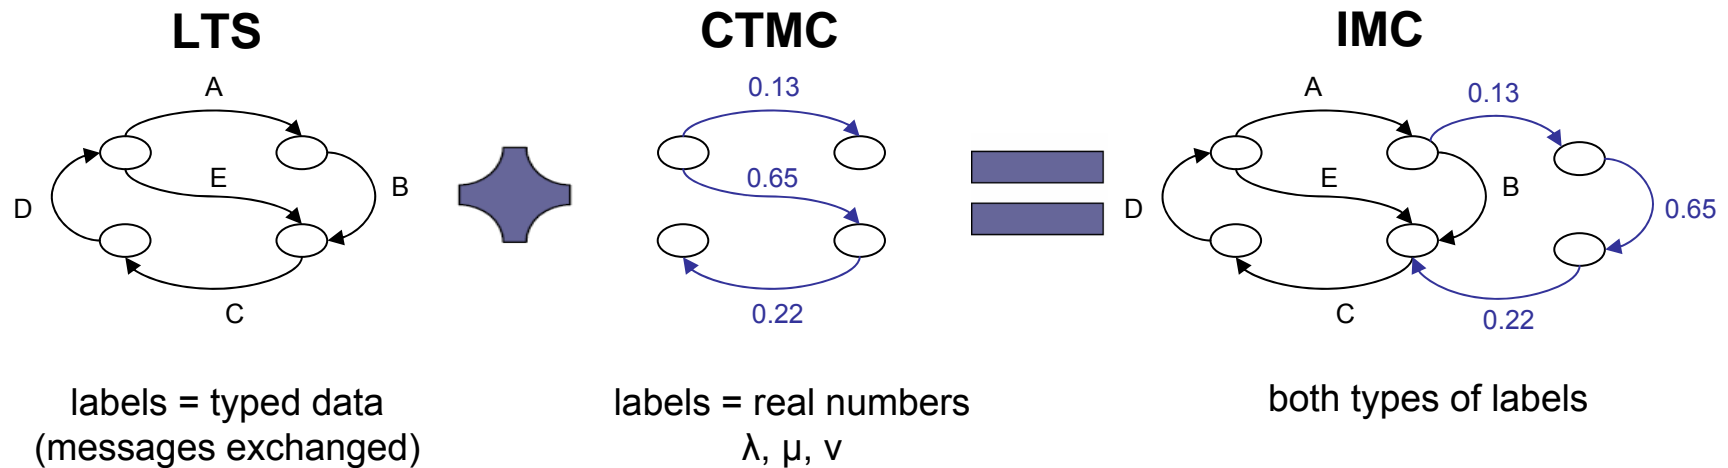 LTS
CTMC
IMC
A
E
B
D
C
0.13
0.65
0.22
A
0.13
E
B
D
0.65
C
0.22
labels = typed data
(messages exchanged)
labels = real numbers
λ, μ, ν
both types of labels